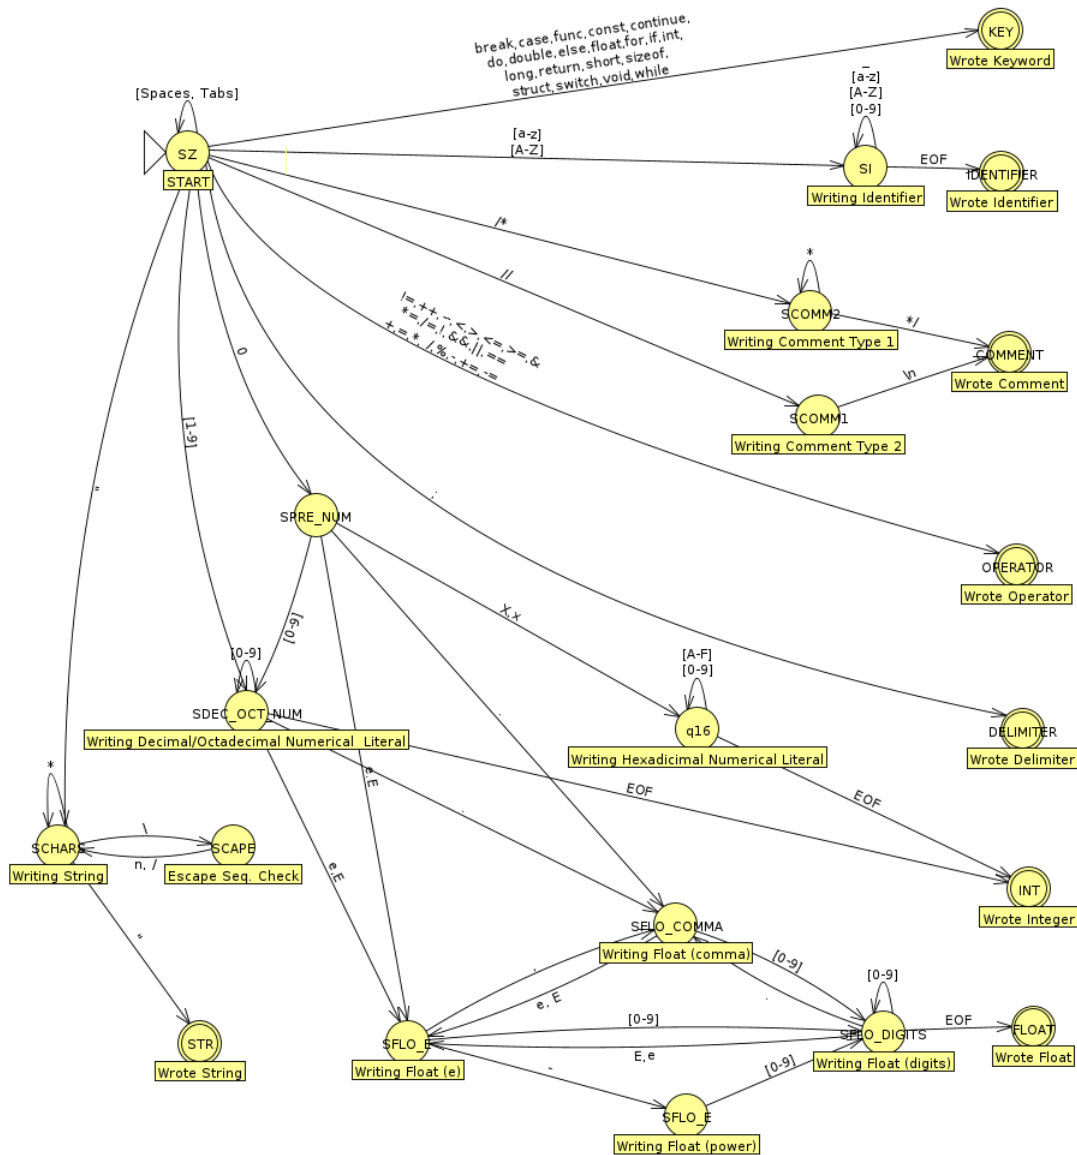 break,case,func,const,continue,
do,double,else,float,for,if,int,
long,return,short,sizeof,
struct,switch,void,while
KEY
Wrote Keyword
[Spaces, Tabs]
SZ
START
[a-z]
[A-Z]
_
[a-z]
[A-Z]
[0-9]
SI
Writing Identifier
EOF
IDENTIFIER
Wrote Identifier
/*
*
SCOMM2
Writing Comment Type 1
*/
//
COMMENT
Wrote Comment
\n
SCOMM1
Writing Comment Type 2
!=,++,-,<,>,<=,>=,&
*=,/=,!,&&,||,==
+,=,*, /,%,-,+=,-=
0
[1-9]
"
;
SPRE_NUM
OPERATOR
Wrote Operator
[0-9]
X,x
[0-9]
[A-F]
[0-9]
SDEC_OCT_NUM
Writing Decimal/Octadecimal Numerical  Literal
q16
Writing Hexadicimal Numerical Literal
DELIMITER
Wrote Delimiter
.
e,E
.
EOF
EOF
*
SCHARS
Writing String
\
n, /
SCAPE
Escape Seq. Check
e,E
INT
Wrote Integer
"
SFLO_COMMA
Writing Float (comma)
.
e, E
[0-9]
.
[0-9]
STR
Wrote String
SFLO_E
Writing Float (e)
[0-9]
E,e
SFLO_DIGITS
Writing Float (digits)
EOF
FLOAT
Wrote Float
-
[0-9]
SFLO_E
Writing Float (power)